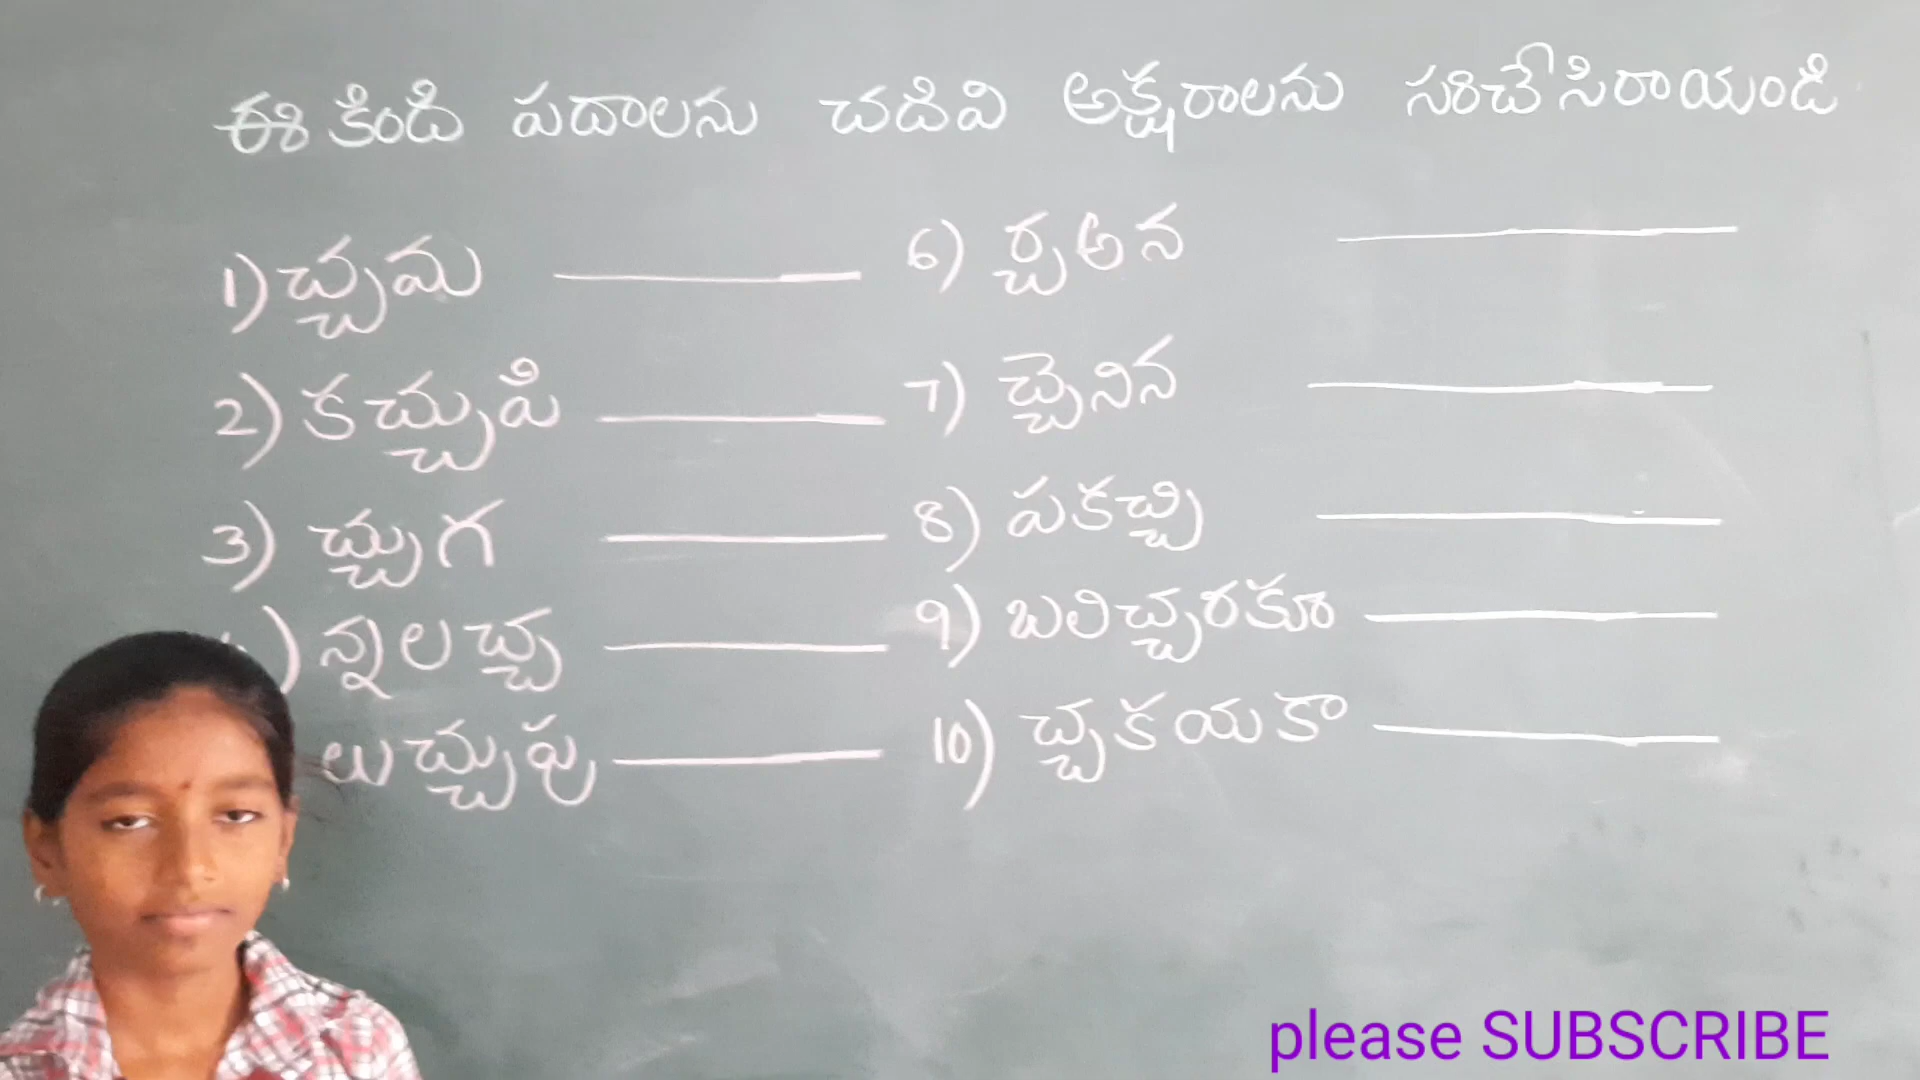 ఈ కింది పదాలను చదివి అక్షరాలను సరిచేసిరాయండి
1) చ్చుమ
2) కచ్చుపి
3) చ్చుగ
) న్నలచ్చ
లుచ్చుపు
6) ర్చఅన
7) చ్చెనిన
8) పకచ్చి
9) బలిచ్చరకూ
10) చ్చకయకా
please SUBSCRIBE